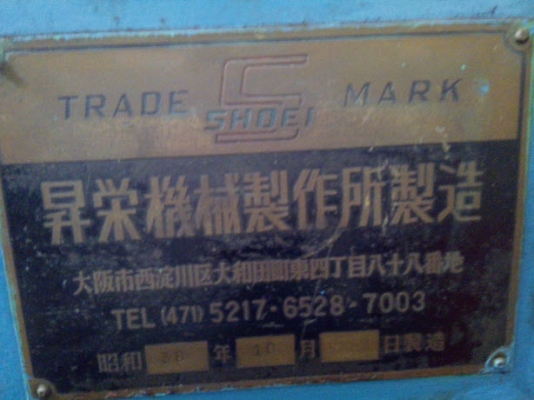 TRADE SHOEI MARK
昇栄機械製作所製造
大阪市西淀川区大和田町東四丁目八十八番地
TEL (471) 5217・6528・7003
昭和 年 10 月 日製造